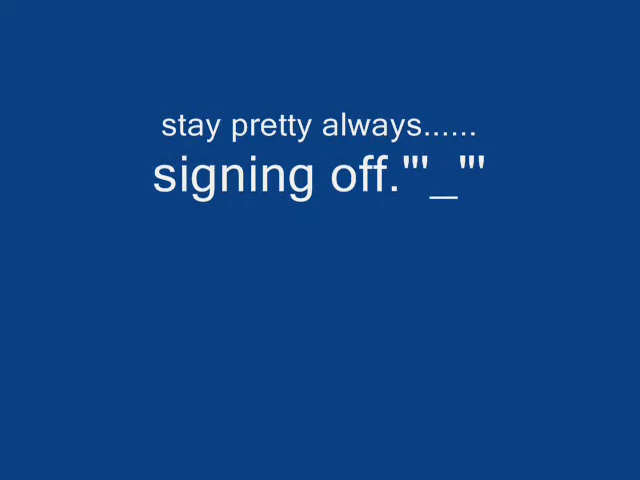 stay pretty always......
signing off."'_"'